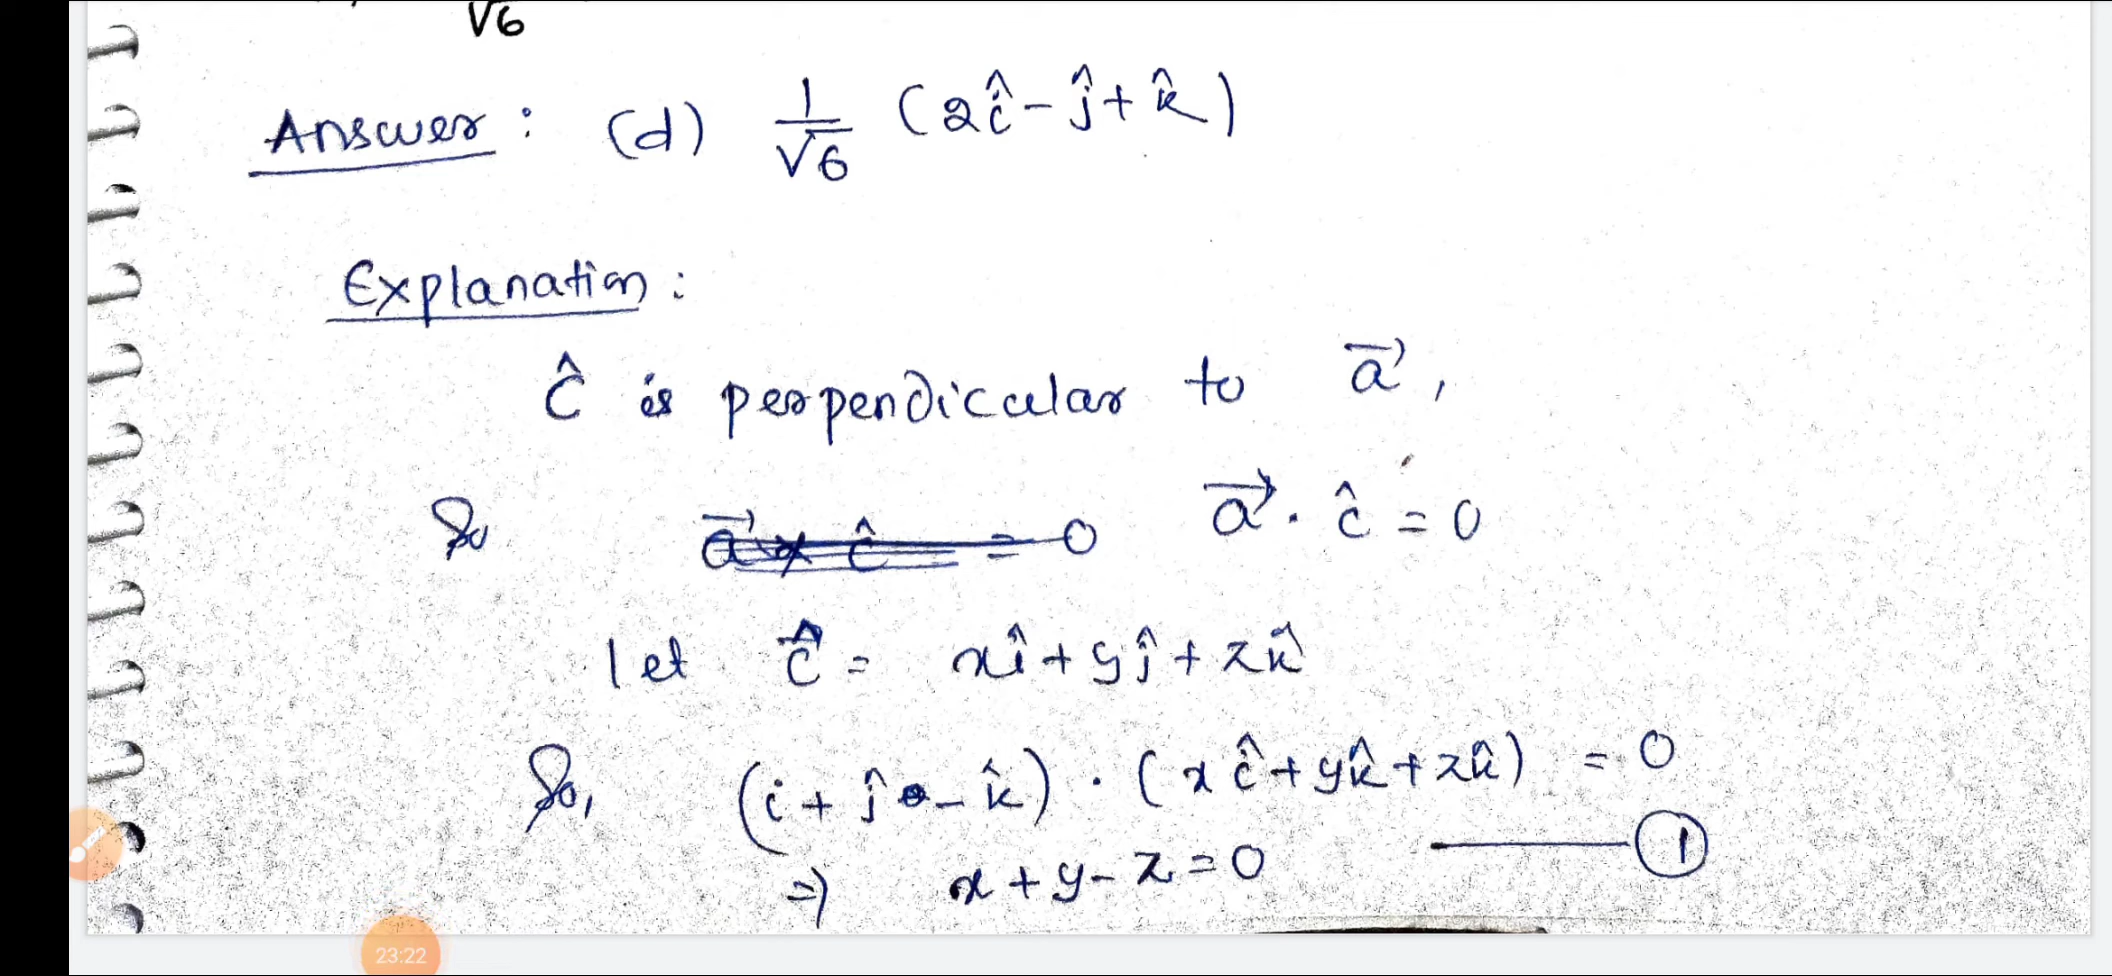 √6
Answer : (d) 1/√6 (2î - ĵ + k̂)
Explanation :
ĉ is perpendicular to a⃗ ,
So a⃗ × ĉ = 0 a⃗ . ĉ = 0
let ĉ = xî + yĵ + zk̂
So, (i + ĵ - k̂) . (xî + yk̂ + zk̂) = 0
⇒ x + y - z = 0 ——— ①
23:22